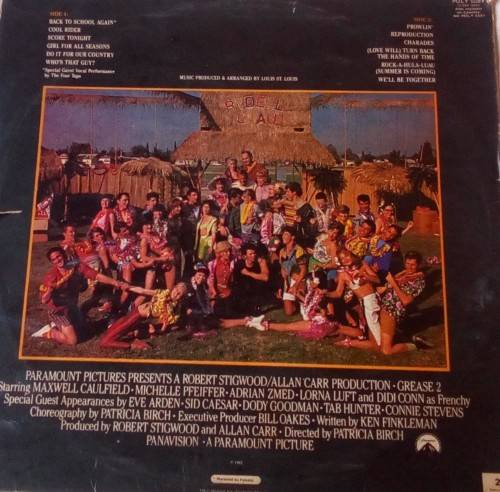 SIDE 1:
BACK TO SCHOOL AGAIN*
COOL RIDER
SCORE TONIGHT
GIRL FOR ALL SEASONS
DO IT FOR OUR COUNTRY
WHO'S THAT GUY?
*Special Guest Vocal Performance
by The Four Tops
SIDE 2:
PROWLIN'
REPRODUCTION
CHARADES
(LOVE WILL) TURN BACK
THE HANDS OF TIME
ROCK-A-HULA-LUAU
(SUMMER IS COMING)
WE'LL BE TOGETHER
MUSIC PRODUCED & ARRANGED BY LOUIS ST. LOUIS
PARAMOUNT PICTURES PRESENTS A ROBERT STIGWOOD/ALLAN CARR PRODUCTION · GREASE 2
Starring MAXWELL CAULFIELD · MICHELLE PFEIFFER · ADRIAN ZMED · LORNA LUFT and DIDI CONN as Frenchy
Special Guest Appearances by EVE ARDEN · SID CAESAR · DODY GOODMAN · TAB HUNTER · CONNIE STEVENS
Choreography by PATRICIA BIRCH · Executive Producer BILL OAKES · Written by KEN FINKLEMAN
Produced by ROBERT STIGWOOD and ALLAN CARR · Directed by PATRICIA BIRCH
PANAVISION · A PARAMOUNT PICTURE